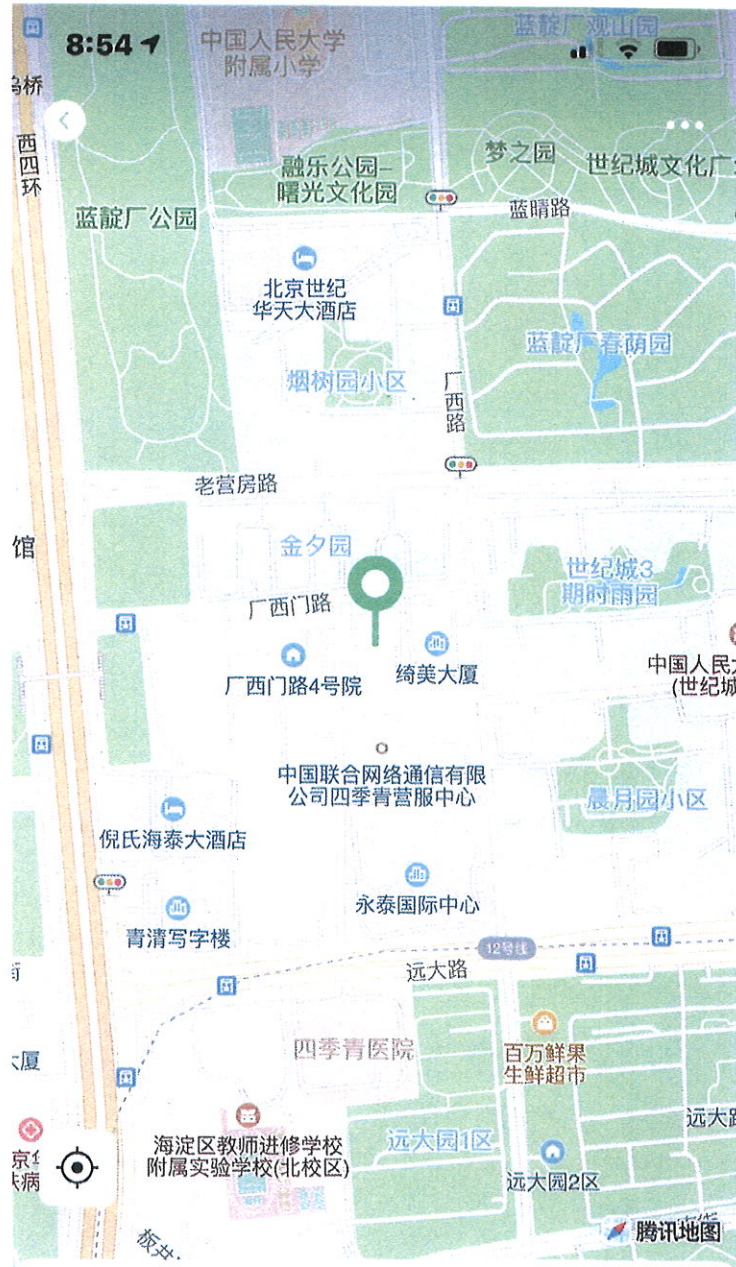 8:54
中国人民大学
附属小学
蓝靛厂观山园
西四环
融乐公园-
曙光文化园
梦之园
世纪城文化广
蓝靛厂公园
蓝晴路
北京世纪
华天大酒店
蓝靛厂春荫园
烟树园小区
厂西路
老营房路
馆
金夕园
世纪城3
期时雨园
厂西门路
厂西门路4号院
绮美大厦
中国人民
(世纪城
中国联合网络通信有限
公司四季青营服中心
晨月园小区
倪氏海泰大酒店
永泰国际中心
青清写字楼
12号线
远大路
四季青医院
百万鲜果
生鲜超市
大厦
海淀区教师进修学校
附属实验学校(北校区)
远大园1区
远大
远大园2区
腾讯地图